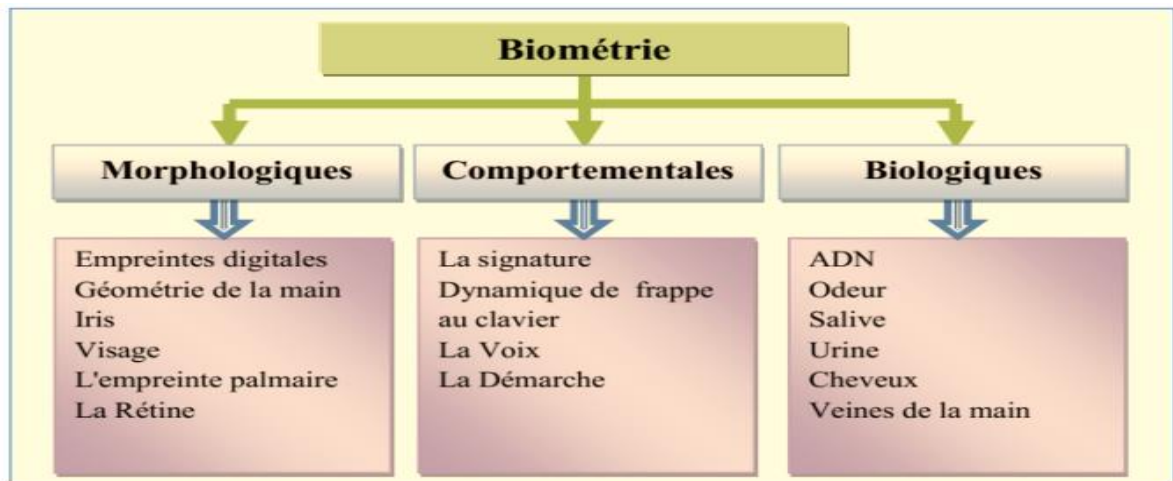 Biométrie
Morphologiques
Comportementales
Biologiques
Empreintes digitales
Géométrie de la main
Iris
Visage
L'empreinte palmaire
La Rétine
La signature
Dynamique de frappe
au clavier
La Voix
La Démarche
ADN
Odeur
Salive
Urine
Cheveux
Veines de la main